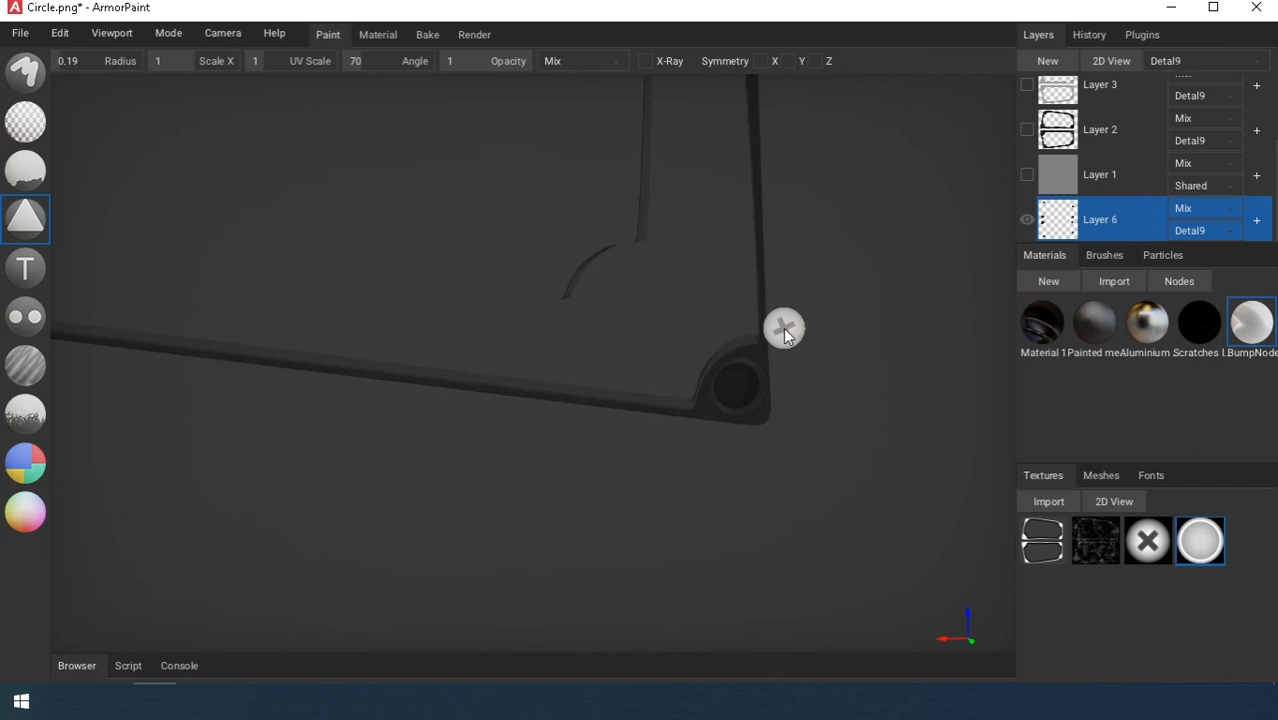 Circle.png* - ArmorPaint
File Edit Viewport Mode Camera Help Paint Material Bake Render
Layers History Plugins
0.19 Radius 1 Scale X 1 UV Scale 70 Angle 1 Opacity Mix X-Ray Symmetry X Y Z
New 2D View Detal9
Layer 3 Detal9
Mix
Layer 2
Detal9
Mix
Layer 1
Shared
Mix
Layer 6
Detal9
Materials Brushes Particles
New Import Nodes
Material 1 Painted me Aluminium Scratches l. BumpNode
Textures Meshes Fonts
Import 2D View
T
Browser Script Console